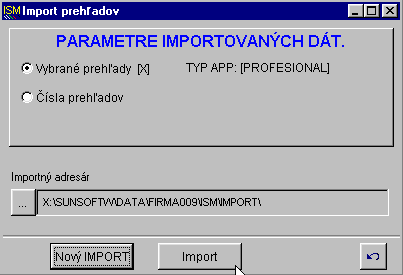 ISM Import prehľadov
PARAMETRE IMPORTOVANÝCH DÁT.
Vybrané prehľady [X] TYP APP: [PROFESIONAL]
Čísla prehľadov
Importný adresár
... X:\SUNSOFT\V\DATA\FIRMA009\ISM\IMPORT\
Nový IMPORT Import